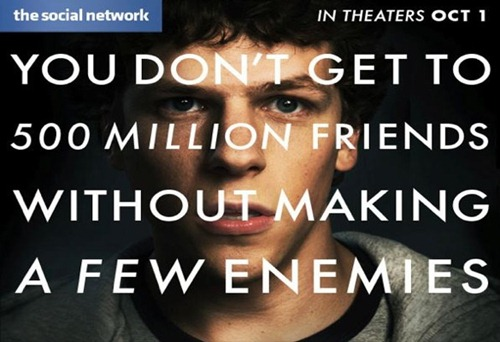 the social network
IN THEATERS OCT 1
YOU DON'T GET TO
500 MILLION FRIENDS
WITHOUT MAKING
A FEW ENEMIES